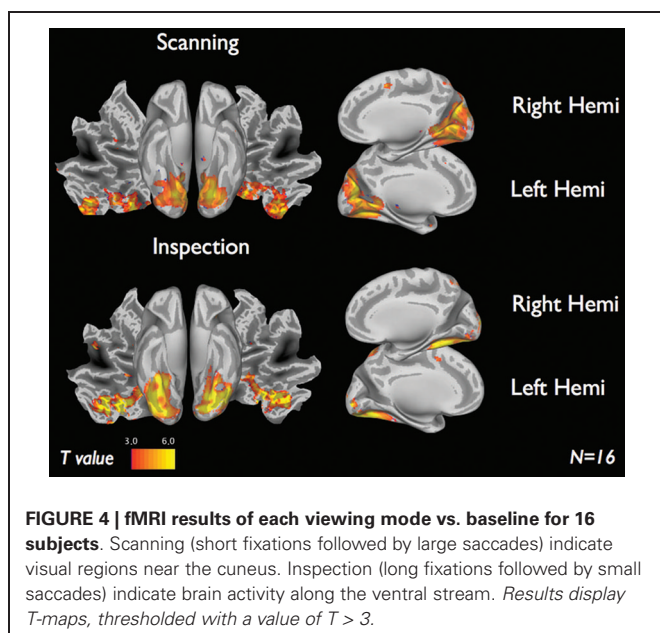 Scanning
Right Hemi
Left Hemi
Inspection
Right Hemi
Left Hemi
3,0 6,0
T value
N=16
FIGURE 4 | fMRI results of each viewing mode vs. baseline for 16
subjects. Scanning (short fixations followed by large saccades) indicate
visual regions near the cuneus. Inspection (long fixations followed by small
saccades) indicate brain activity along the ventral stream. Results display
T-maps, thresholded with a value of T > 3.